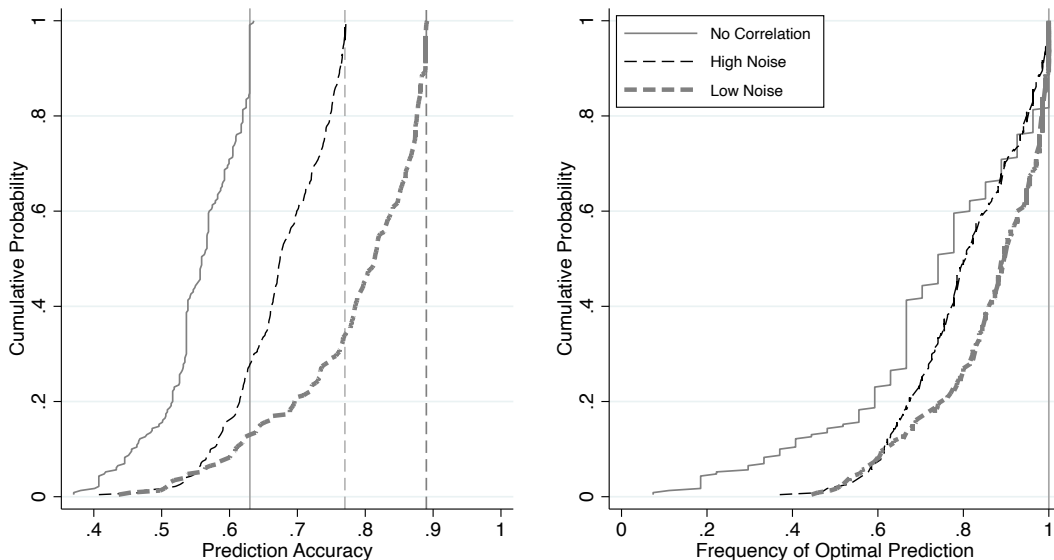 1
.8
.6
.4
.2
0
Cumulative Probability
.4 .5 .6 .7 .8 .9 1
Prediction Accuracy
No Correlation
High Noise
Low Noise
1
.8
.6
.4
.2
0
Cumulative Probability
0 .2 .4 .6 .8 1
Frequency of Optimal Prediction